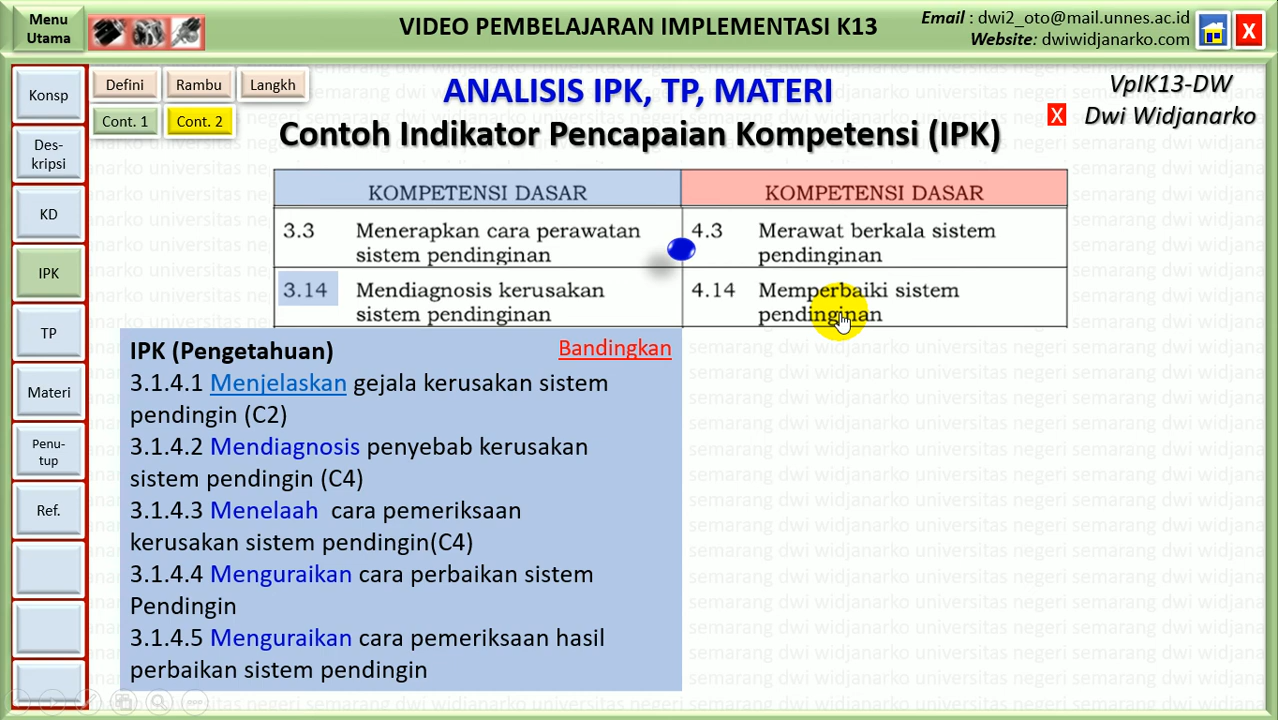 Menu
Utama
VIDEO PEMBELAJARAN IMPLEMENTASI K13
Email : dwi2_oto@mail.unnes.ac.id
Website: dwiwidjanarko.com
X
Konsp
Des-
kripsi
KD
IPK
TP
Materi
Penu-
tup
Ref.
Defini
Rambu
Langkh
Cont. 1
Cont. 2
ANALISIS IPK, TP, MATERI
VpIK13-DW
X Dwi Widjanarko
Contoh Indikator Pencapaian Kompetensi (IPK)
KOMPETENSI DASAR
KOMPETENSI DASAR
3.3 Menerapkan cara perawatan
sistem pendinginan
4.3 Merawat berkala sistem
pendinginan
3.14 Mendiagnosis kerusakan
sistem pendinginan
4.14 Memperbaiki sistem
pendinginan
IPK (Pengetahuan)
Bandingkan
3.1.4.1 Menjelaskan gejala kerusakan sistem
pendingin (C2)
3.1.4.2 Mendiagnosis penyebab kerusakan
sistem pendingin (C4)
3.1.4.3 Menelaah cara pemeriksaan
kerusakan sistem pendingin(C4)
3.1.4.4 Menguraikan cara perbaikan sistem
Pendingin
3.1.4.5 Menguraikan cara pemeriksaan hasil
perbaikan sistem pendingin